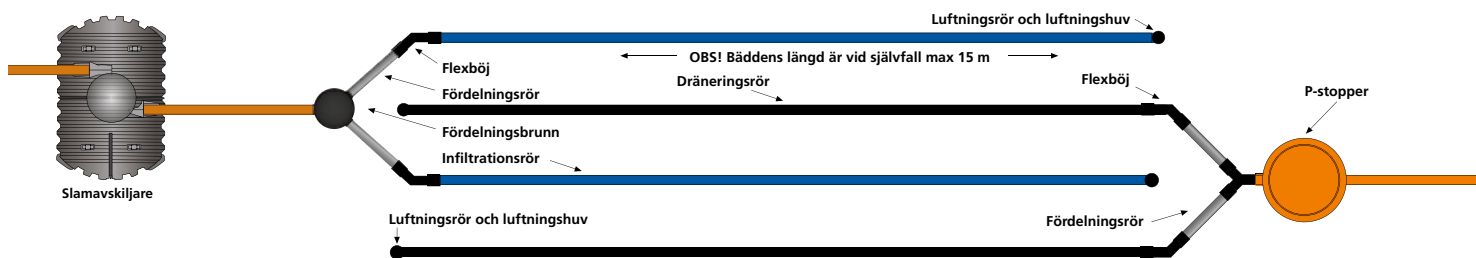 Luftningsrör och luftningshuv
OBS! Bäddens längd är vid självfall max 15 m
Flexböj
Dräneringsrör
Flexböj
Fördelningsrör
P-stopper
Fördelningsbrunn
Infiltrationsrör
Slamavskiljare
Luftningsrör och luftningshuv
Fördelningsrör